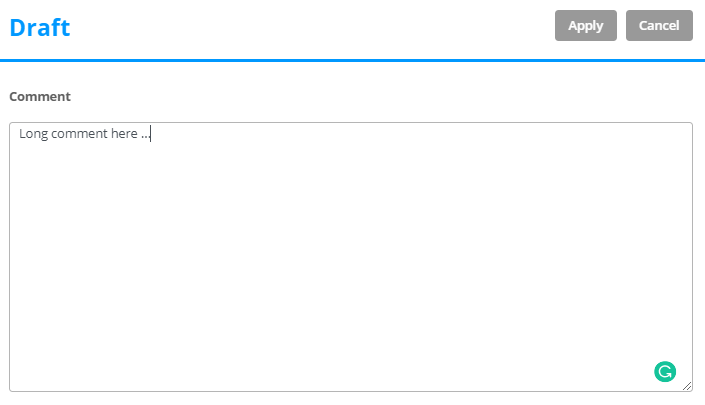 Draft
Apply
Cancel
Comment
Long comment here ...